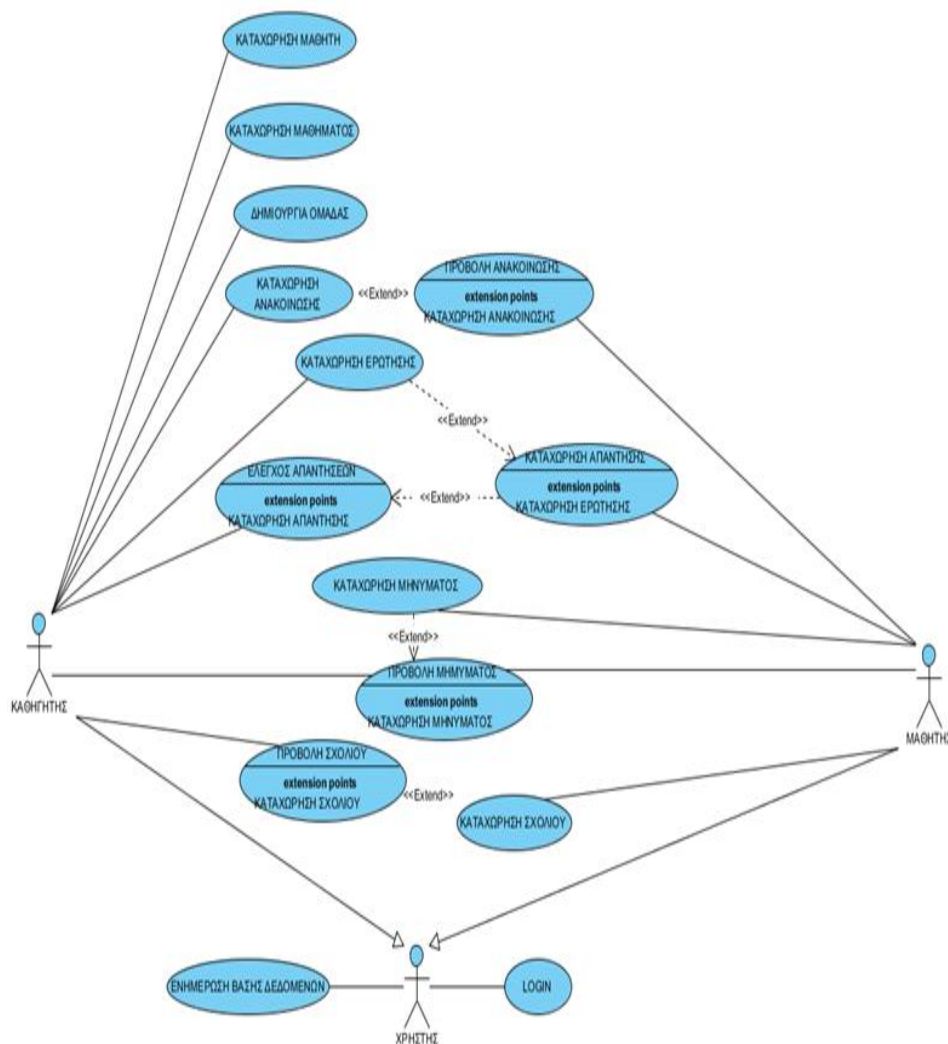 ΚΑΤΑΧΩΡΗΣΗ ΜΑΘΗΤΗ
ΚΑΤΑΧΩΡΗΣΗ ΜΑΘΗΜΑΤΟΣ
ΔΗΜΙΟΥΡΓΙΑ ΟΜΑΔΑΣ
ΚΑΤΑΧΩΡΗΣΗ
ΑΝΑΚΟΙΝΩΣΗΣ
<<Extend>>
ΠΡΟΒΟΛΗ ΑΝΑΚΟΙΝΩΣΗΣ
extension points
ΚΑΤΑΧΩΡΗΣΗ ΑΝΑΚΟΙΝΩΣΗΣ
ΚΑΤΑΧΩΡΗΣΗ ΕΡΩΤΗΣΗΣ
<<Extend>>
ΕΛΕΓΧΟΣ ΑΠΑΝΤΗΣΕΩΝ
extension points
ΚΑΤΑΧΩΡΗΣΗ ΑΠΑΝΤΗΣΗΣ
<<Extend>>
ΚΑΤΑΧΩΡΗΣΗ ΑΠΑΝΤΗΣΗΣ
extension points
ΚΑΤΑΧΩΡΗΣΗ ΕΡΩΤΗΣΗΣ
ΚΑΤΑΧΩΡΗΣΗ ΜΗΝΥΜΑΤΟΣ
<<Extend>>
ΠΡΟΒΟΛΗ ΜΗΜΥΜΑΤΟΣ
extension points
ΚΑΤΑΧΩΡΗΣΗ ΜΗΝΥΜΑΤΟΣ
ΚΑΘΗΓΗΤΗΣ
ΜΑΘΗΤΗΣ
ΠΡΟΒΟΛΗ ΣΧΟΛΙΟΥ
extension points
ΚΑΤΑΧΩΡΗΣΗ ΣΧΟΛΙΟΥ
<<Extend>>
ΚΑΤΑΧΩΡΗΣΗ ΣΧΟΛΙΟΥ
ΕΝΗΜΕΡΩΣΗ ΒΑΣΗΣ ΔΕΔΟΜΕΝΩΝ
LOGIN
ΧΡΗΣΤΗΣ